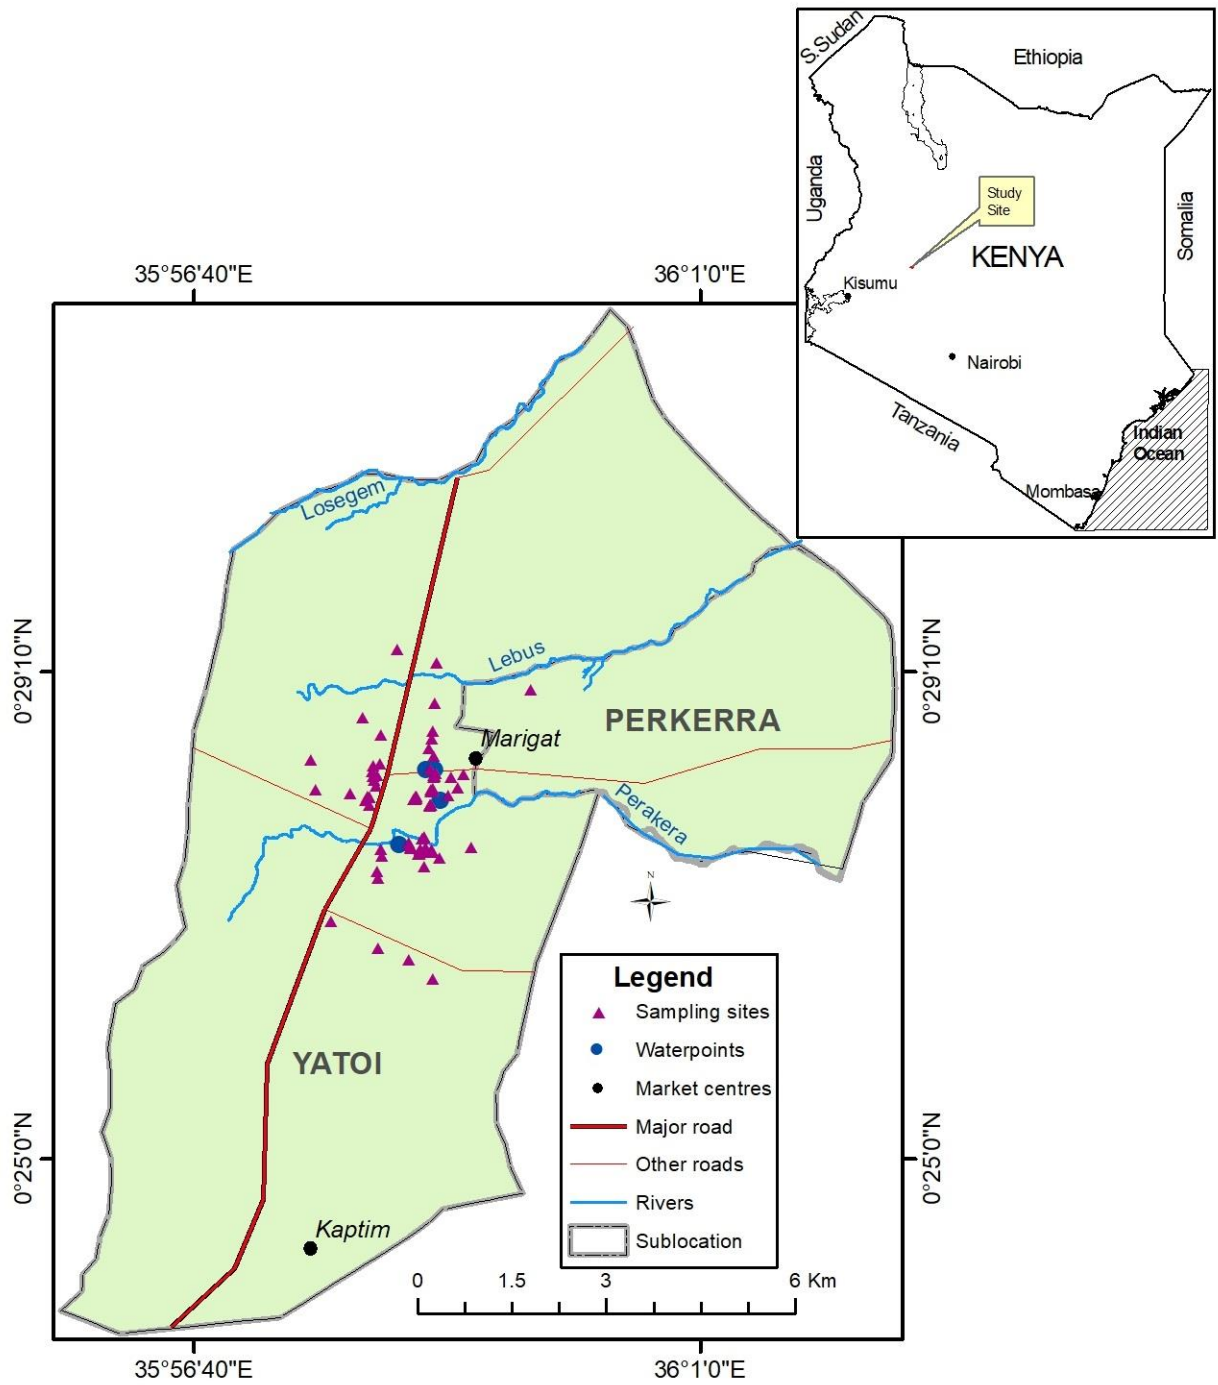 S.Sudan
Ethiopia
Uganda
Somalia
Study
Site
KENYA
Kisumu
Nairobi
Tanzania
Indian
Ocean
Mombasa
35°56'40"E
36°1'0"E
Losegem
Lebus
0°29'10"N
0°29'10"N
PERKERRA
Marigat
Perakera
N
YATOI
Legend
Sampling sites
Waterpoints
Market centres
Major road
Other roads
Rivers
Sublocation
0°25'0"N
0°25'0"N
Kaptim
0 1.5 3 6 Km
35°56'40"E
36°1'0"E